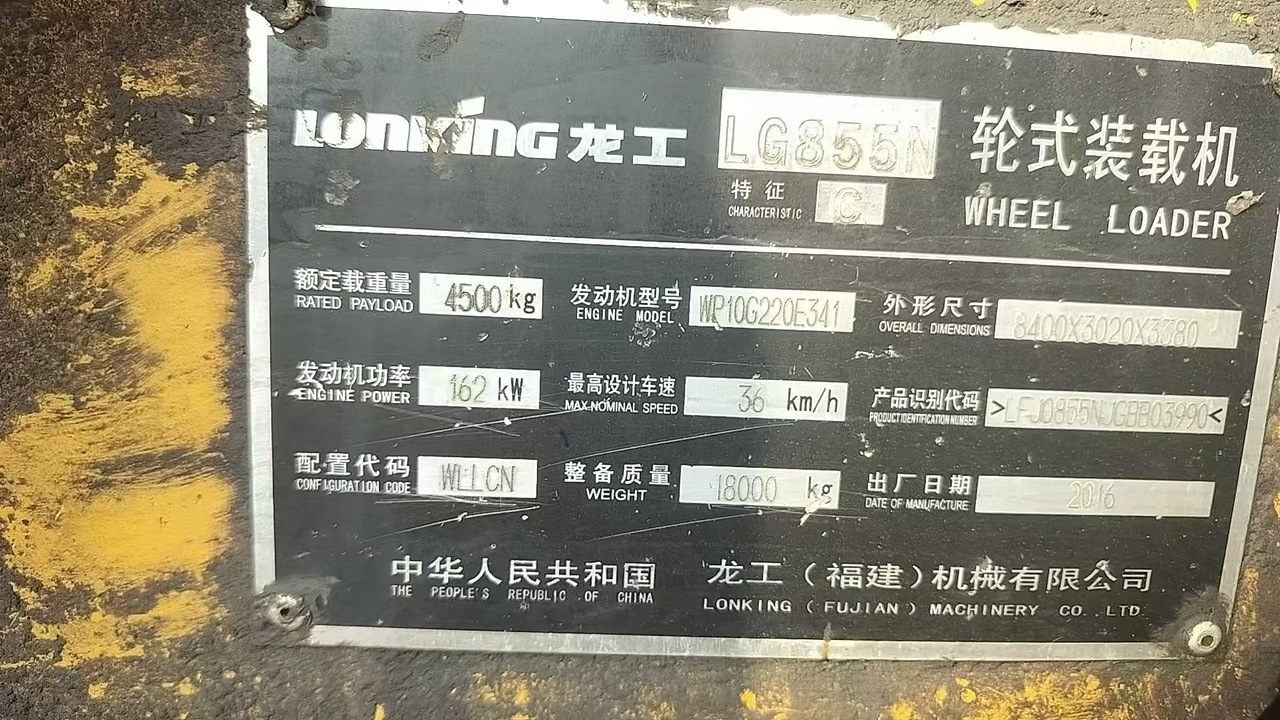 LONKING 龙工 LG855N 轮式装载机
特征 C
CHARACTERISTIC
WHEEL LOADER
额定载重量 4500 kg 发动机型号 WP10G220E341 外形尺寸 8400X3020X3380
RATED PAYLOAD ENGINE MODEL OVERALL DIMENSIONS
发动机功率 162 kW 最高设计车速 36 km/h 产品识别代码 >LFJ0855NJGBB03990<
ENGINE POWER MAX·NOMINAL SPEED PRODUCT IDENTIFICATION NUMBER
配置代码 WLLCN 整备质量 18000 kg 出厂日期 2016
CONFIGURATION CODE WEIGHT DATE OF MANUFACTURE
中华人民共和国 龙工（福建）机械有限公司
THE PEOPLE'S REPUBLIC OF CHINA LONKING ( FUJIAN ) MACHINERY CO.,LTD.